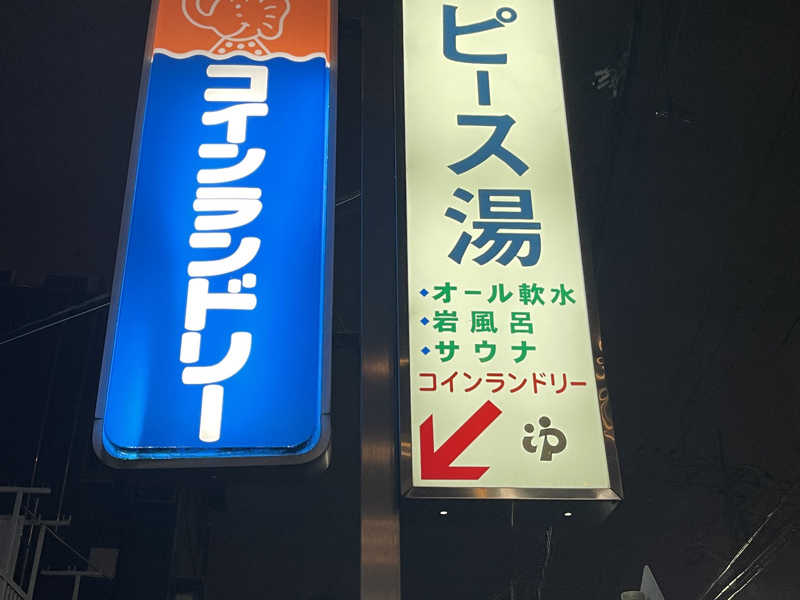 コインランドリー
ピース湯
・オール軟水
・岩風呂
・サウナ
コインランドリー